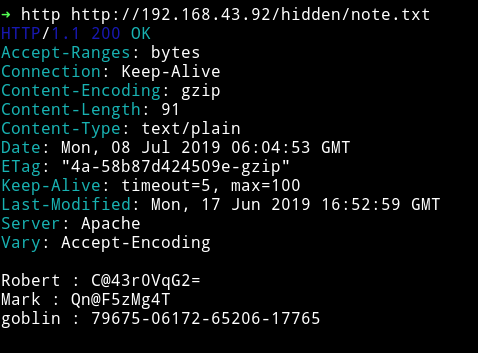 → http http://192.168.43.92/hidden/note.txt
HTTP/1.1 200 OK
Accept-Ranges: bytes
Connection: Keep-Alive
Content-Encoding: gzip
Content-Length: 91
Content-Type: text/plain
Date: Mon, 08 Jul 2019 06:04:53 GMT
ETag: "4a-58b87d424509e-gzip"
Keep-Alive: timeout=5, max=100
Last-Modified: Mon, 17 Jun 2019 16:52:59 GMT
Server: Apache
Vary: Accept-Encoding
Robert : C@43r0VqG2=
Mark : Qn@F5zMg4T
goblin : 79675-06172-65206-17765